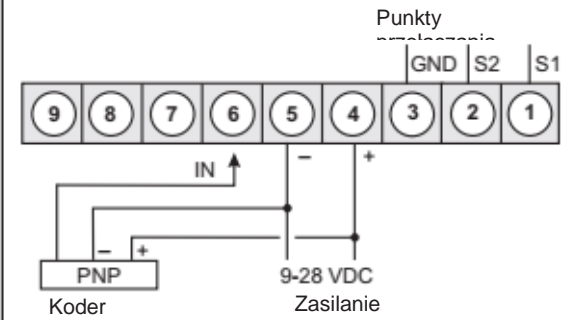 Punkty
GND S2 S1
9 8 7 6 5 4 3 2 1
IN – +
– +
PNP 9-28 VDC
Koder Zasilanie